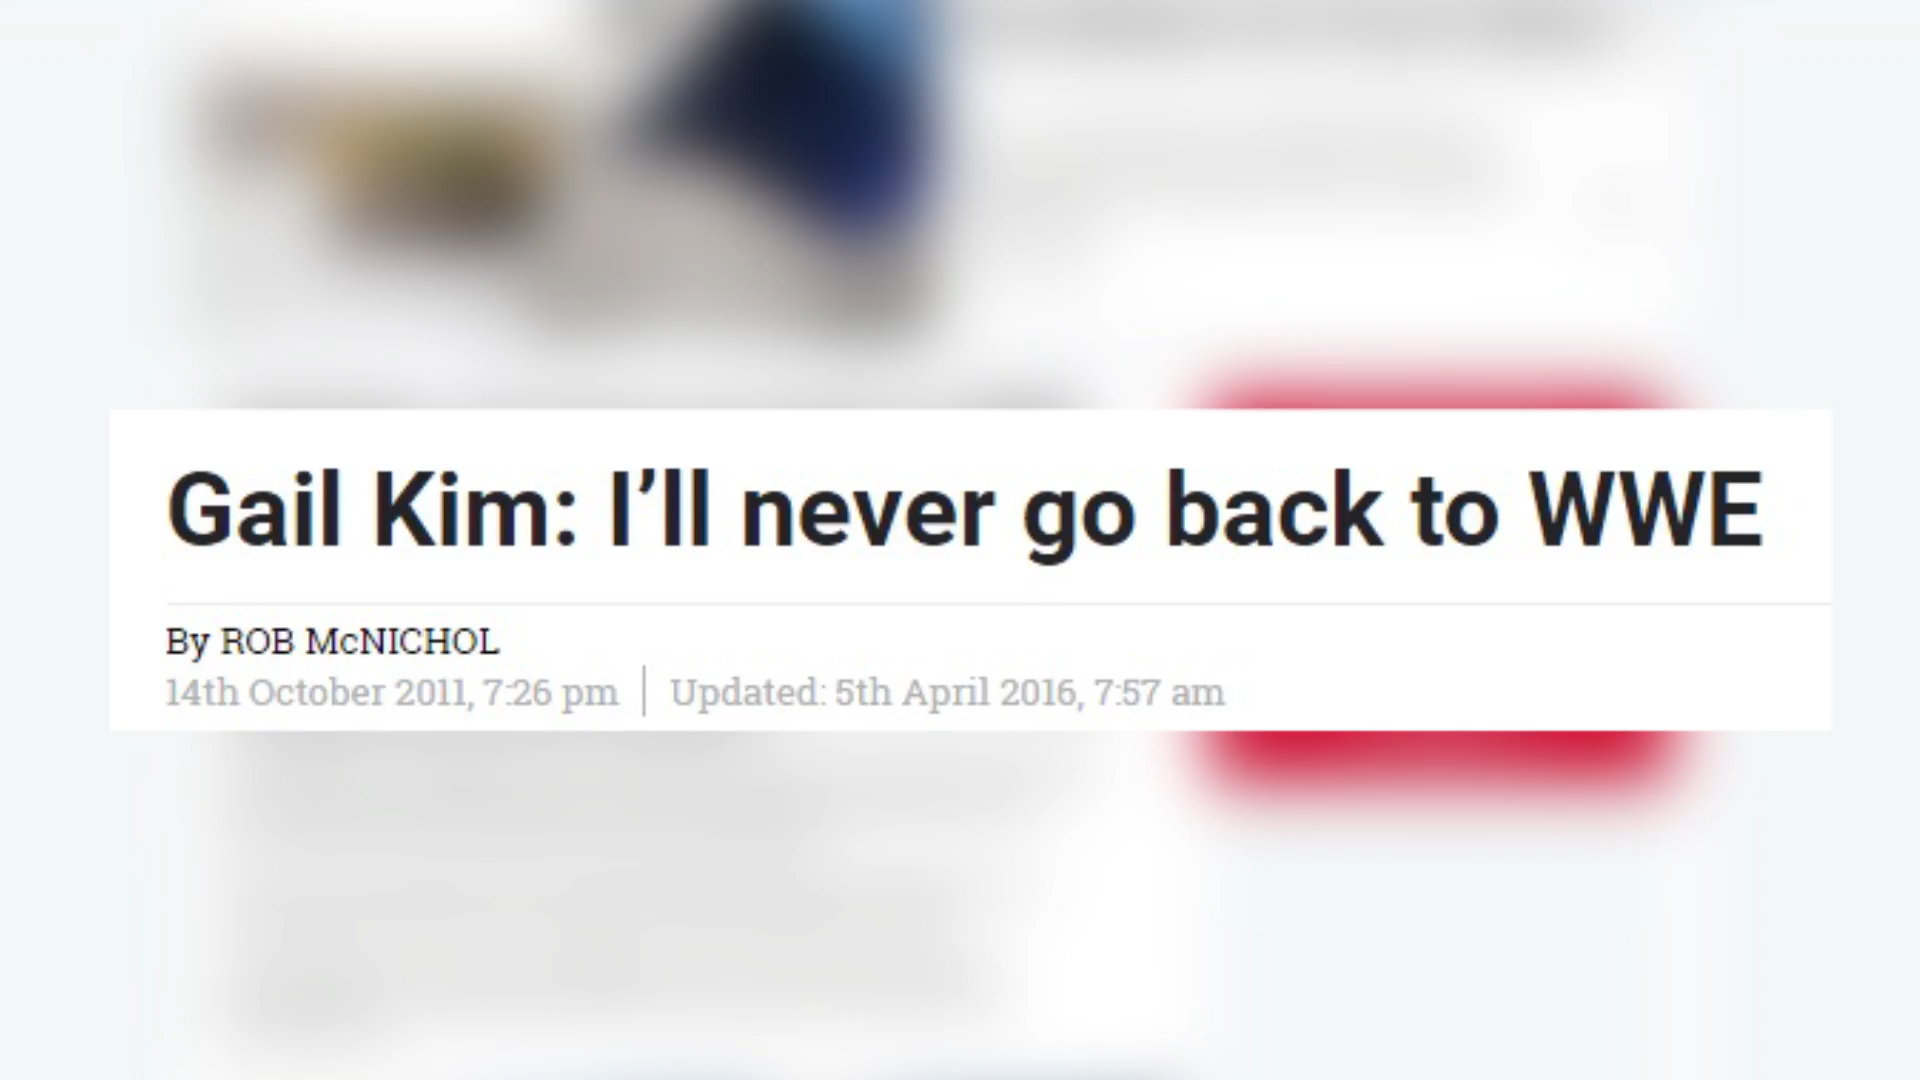 Gail Kim: I’ll never go back to WWE
By ROB McNICHOL
14th October 2011, 7:26 pm | Updated: 5th April 2016, 7:57 am